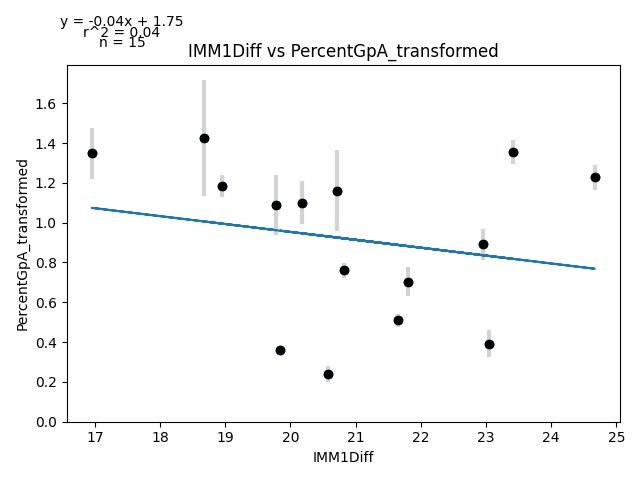 y = -0.04x + 1.75
r^2 = 0.04
n = 15
IMM1Diff vs PercentGpA_transformed
PercentGpA_transformed
1.6
1.4
1.2
1.0
0.8
0.6
0.4
0.2
0.0
17 18 19 20 21 22 23 24 25
IMM1Diff